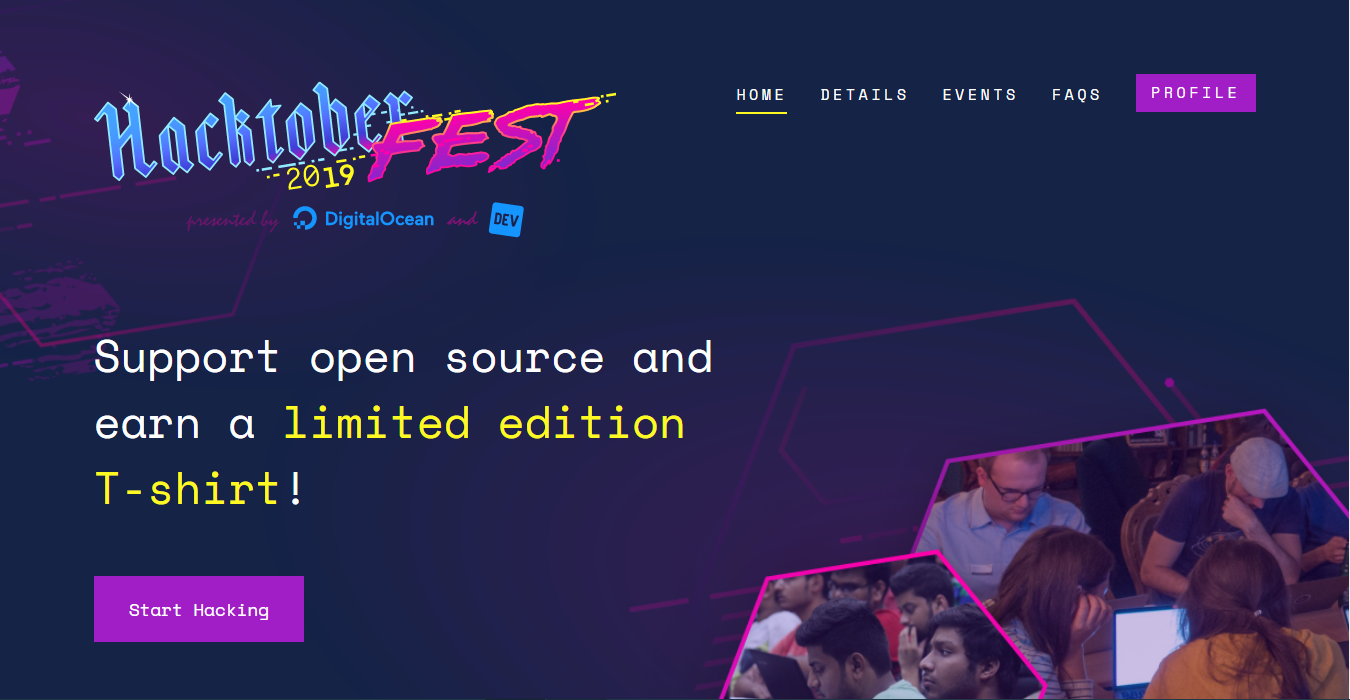 Hacktober FEST
2019
presented by DigitalOcean and DEV
HOME DETAILS EVENTS FAQS PROFILE
Support open source and
earn a limited edition
T-shirt!
Start Hacking